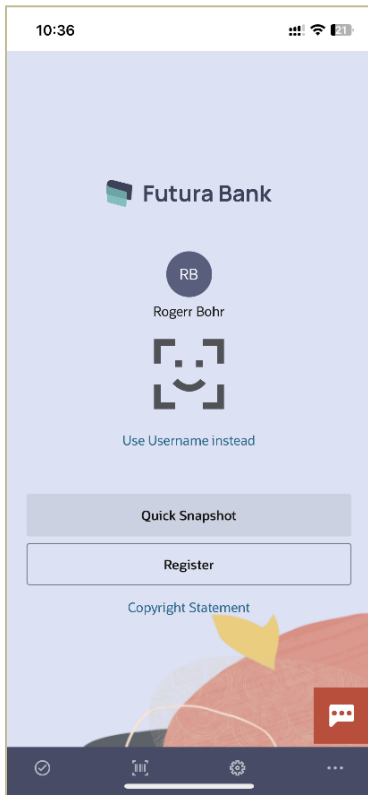 10:36
21
Futura Bank
RB
Rogerr Bohr
Use Username instead
Quick Snapshot
Register
Copyright Statement